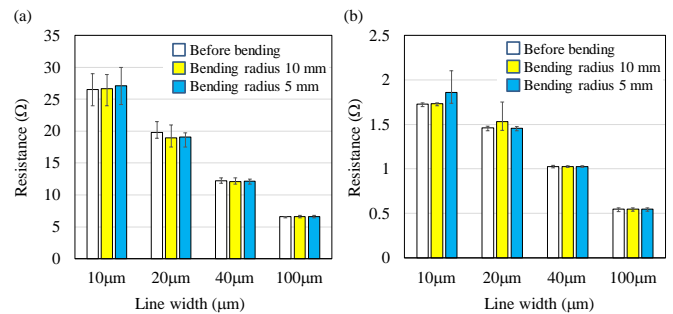 (a)
35
30
25
20
15
10
5
0
Resistance (Ω)
Before bending
Bending radius 10 mm
Bending radius 5 mm
10μm 20μm 40μm 100μm
Line width (μm)
(b)
2.5
2
1.5
1
0.5
0
Resistance (Ω)
Before bending
Bending radius 10 mm
Bending radius 5 mm
10μm 20μm 40μm 100μm
Line width (μm)